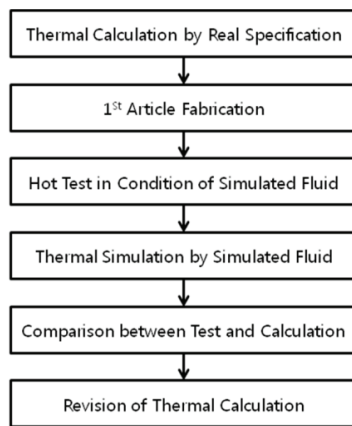 Thermal Calculation by Real Specification
1St Article Fabrication
Hot Test in Condition of Simulated Fluid
Thermal Simulation by Simulated Fluid
Comparison between Test and Calculation
Revision of Thermal Calculation